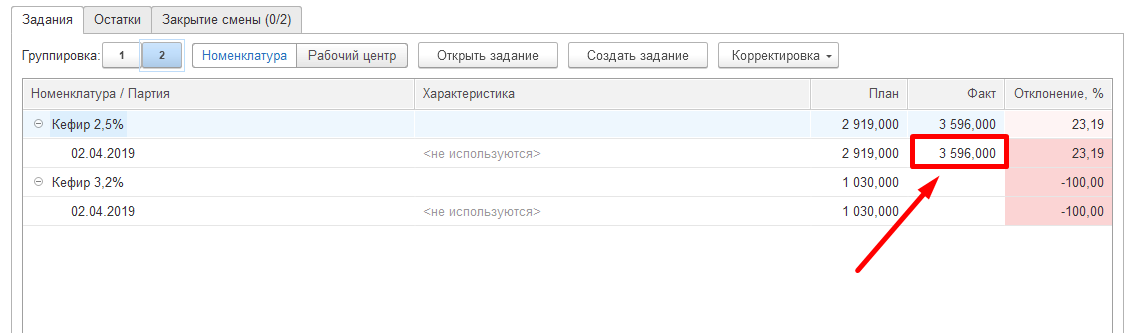 Задания Остатки Закрытие смены (0/2)
Группировка: 1 2 Номенклатура Рабочий центр Открыть задание Создать задание Корректировка
Номенклатура / Партия Характеристика План Факт Отклонение, %
Кефир 2,5% 2 919,000 3 596,000 23,19
02.04.2019 <не используются> 2 919,000 3 596,000 23,19
Кефир 3,2% 1 030,000 -100,00
02.04.2019 <не используются> 1 030,000 -100,00